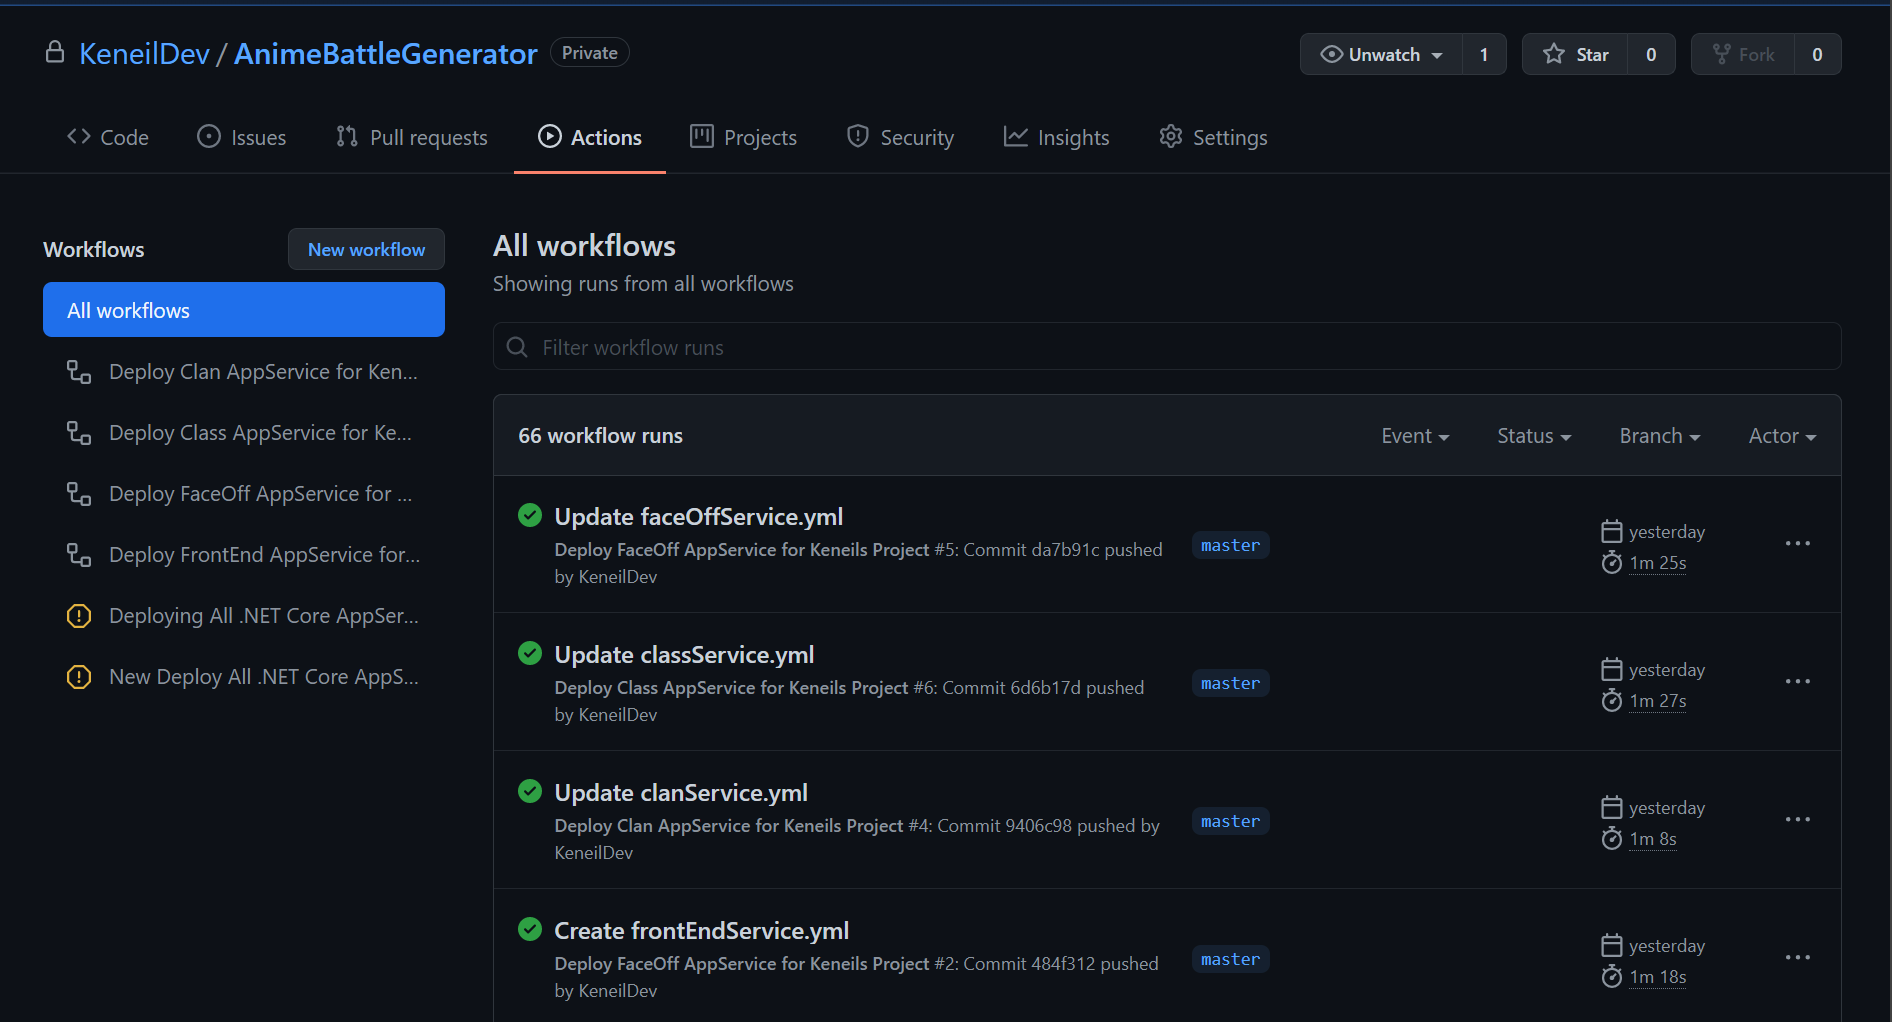 KeneilDev / AnimeBattleGenerator Private
Unwatch 1 Star 0 Fork 0
Code Issues Pull requests Actions Projects Security Insights Settings
Workflows New workflow
All workflows
Deploy Clan AppService for Ken...
Deploy Class AppService for Ke...
Deploy FaceOff AppService for ...
Deploy FrontEnd AppService for...
Deploying All .NET Core AppSer...
New Deploy All .NET Core AppS...
All workflows
Showing runs from all workflows
Filter workflow runs
66 workflow runs Event Status Branch Actor
Update faceOffService.yml
Deploy FaceOff AppService for Keneils Project #5: Commit da7b91c pushed
by KeneilDev
master
yesterday
1m 25s
Update classService.yml
Deploy Class AppService for Keneils Project #6: Commit 6d6b17d pushed
by KeneilDev
master
yesterday
1m 27s
Update clanService.yml
Deploy Clan AppService for Keneils Project #4: Commit 9406c98 pushed by
KeneilDev
master
yesterday
1m 8s
Create frontEndService.yml
Deploy FaceOff AppService for Keneils Project #2: Commit 484f312 pushed
by KeneilDev
master
yesterday
1m 18s